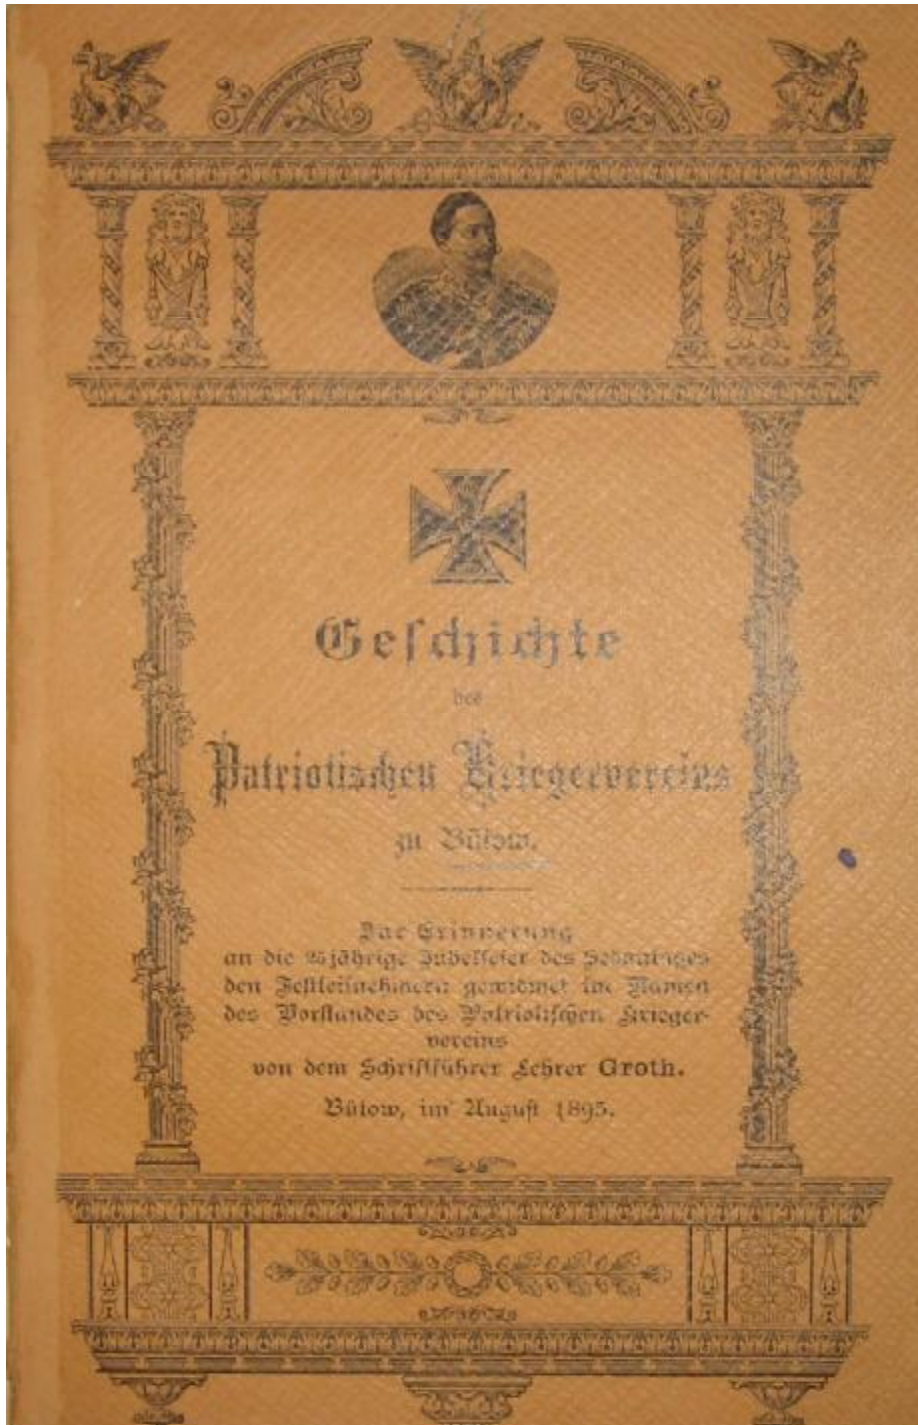 Geschichte
des
Patriotischen Kriegervereins
zu Bütow.
Zur Erinnerung
an die 25jährige Jubelfeier des Sedantages
den Festteilnehmern gewidmet im Namen
des Vorstandes des Patriotischen Krieger-
vereins
von dem Schriftführer Lehrer Groth.
Bütow, im August 1895.